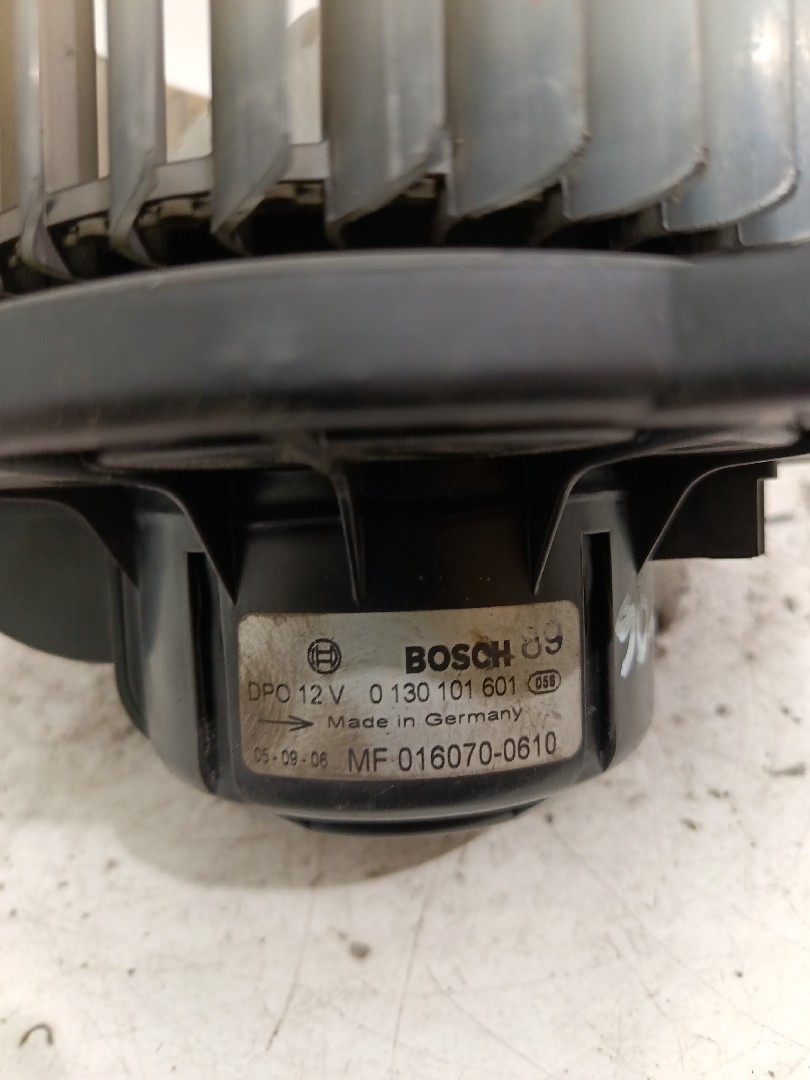 BOSCH 89
DPO 12 V 0 130 101 601 058
Made in Germany
05-09-06 MF 016070-0610